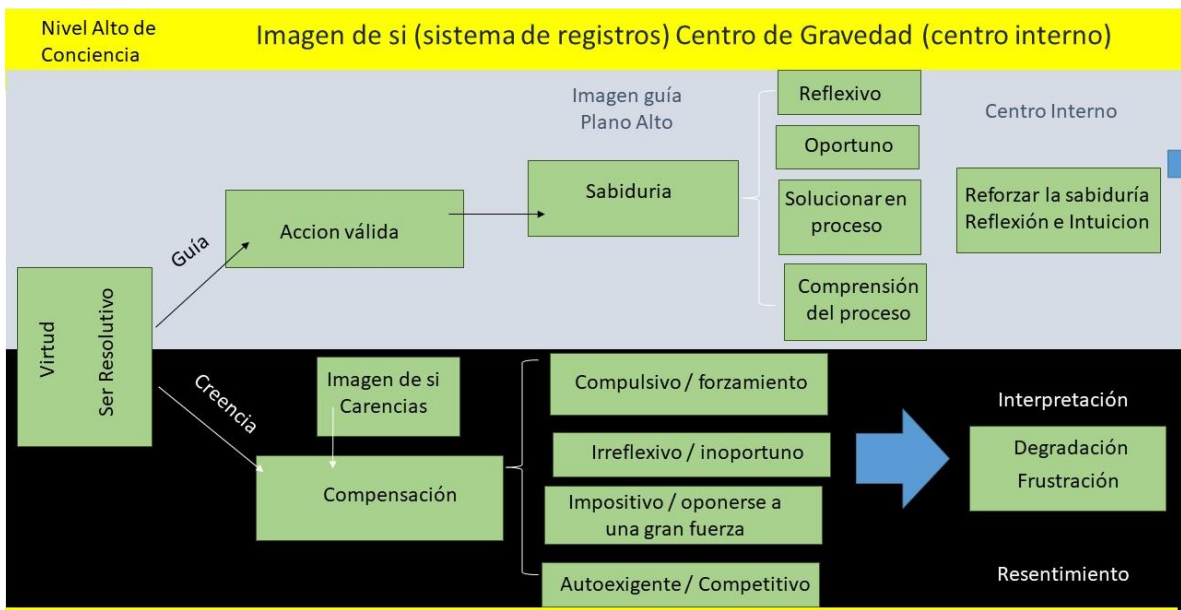 Nivel Alto de
Conciencia
Imagen de si (sistema de registros) Centro de Gravedad (centro interno)
Imagen guía
Plano Alto
Reflexivo
Centro Interno
Oportuno
Sabiduria
Solucionar en
proceso
Reforzar la sabiduría
Reflexión e Intuicion
Accion válida
Guía
Comprensión
del proceso
Virtud
Ser Resolutivo
Creencia
Imagen de si
Carencias
Compulsivo / forzamiento
Interpretación
Irreflexivo / inoportuno
Degradación
Frustración
Compensación
Impositivo / oponerse a
una gran fuerza
Autoexigente / Competitivo
Resentimiento